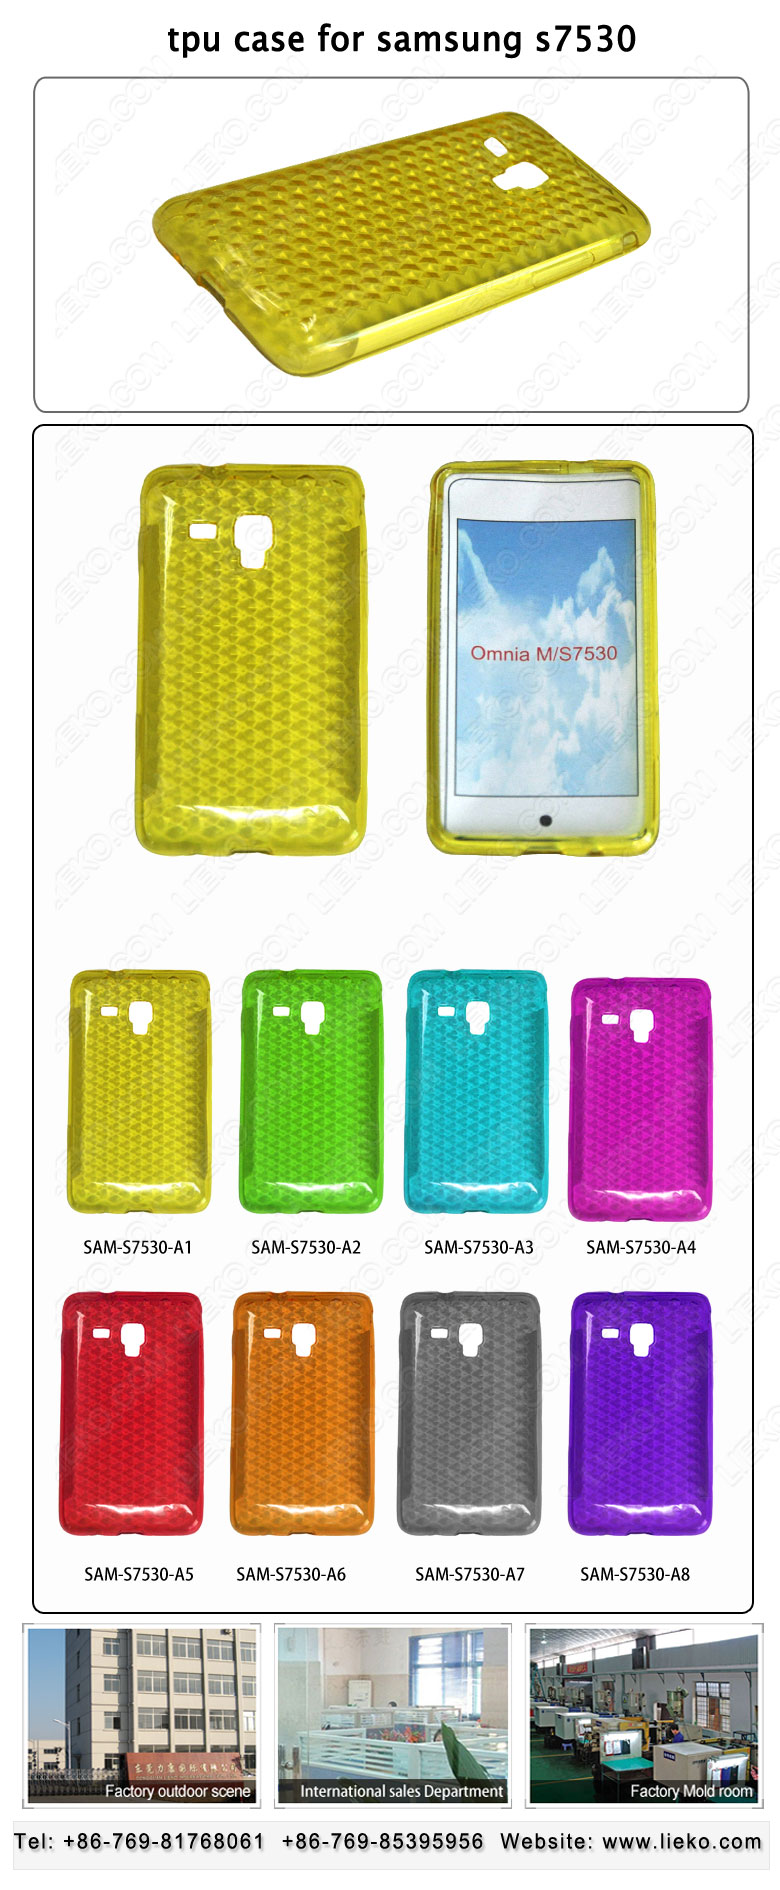 tpu case for samsung s7530
Omnia M/S7530
SAM-S7530-A1 SAM-S7530-A2 SAM-S7530-A3 SAM-S7530-A4
SAM-S7530-A5 SAM-S7530-A6 SAM-S7530-A7 SAM-S7530-A8
Factory outdoor scene International sales Department Factory Mold room
Tel: +86-769-81768061 +86-769-85395956 Website: www.lieko.com
LIEKO.COM